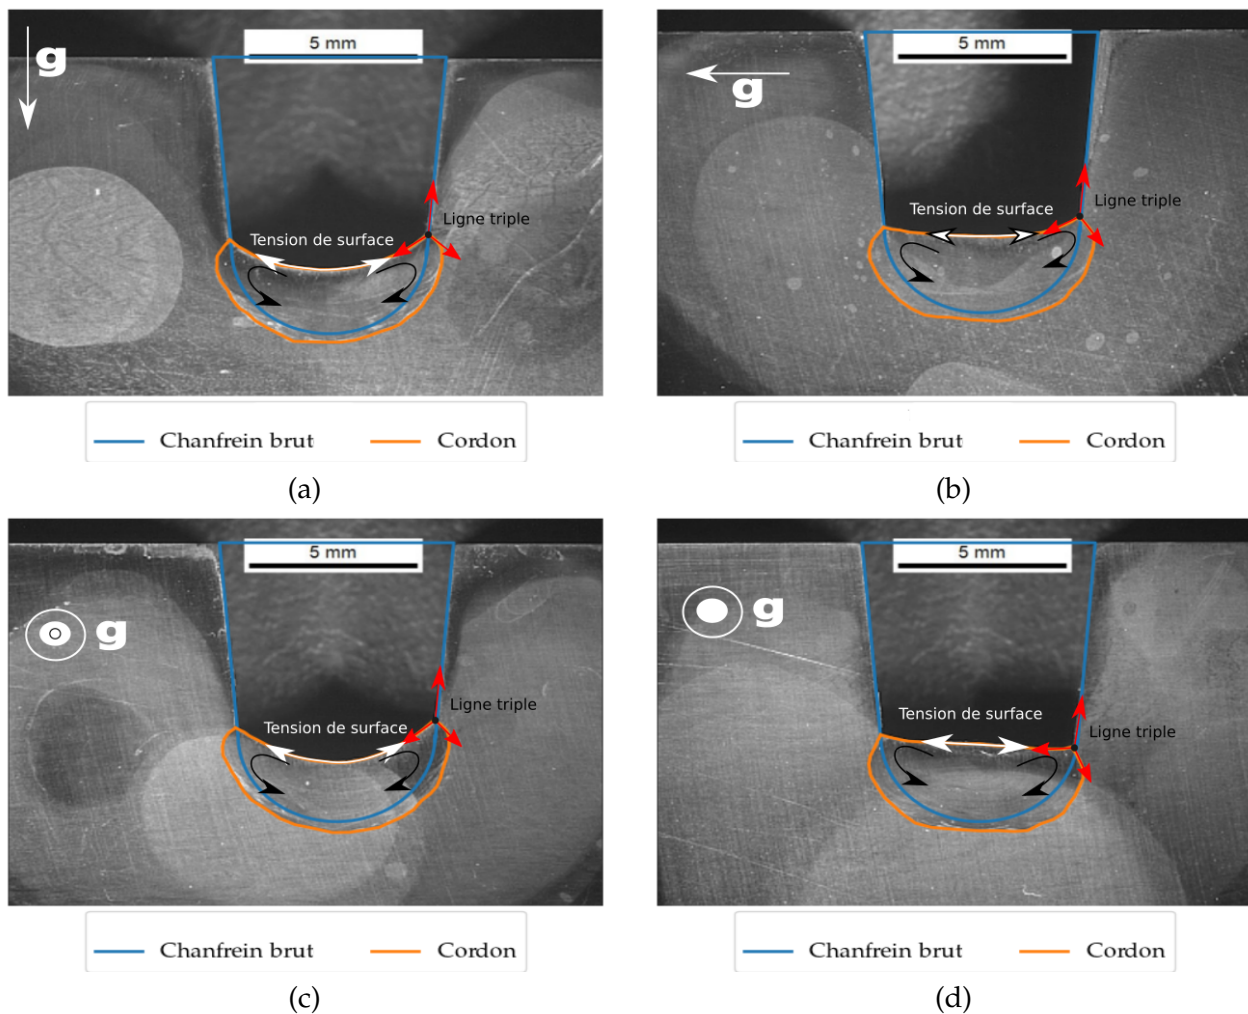 g
5 mm
Tension de surface
Ligne triple
Chanfrein brut
Cordon
(a)
g
5 mm
Tension de surface
Ligne triple
Chanfrein brut
Cordon
(b)
g
5 mm
Tension de surface
Ligne triple
Chanfrein brut
Cordon
(c)
g
5 mm
Tension de surface
Ligne triple
Chanfrein brut
Cordon
(d)